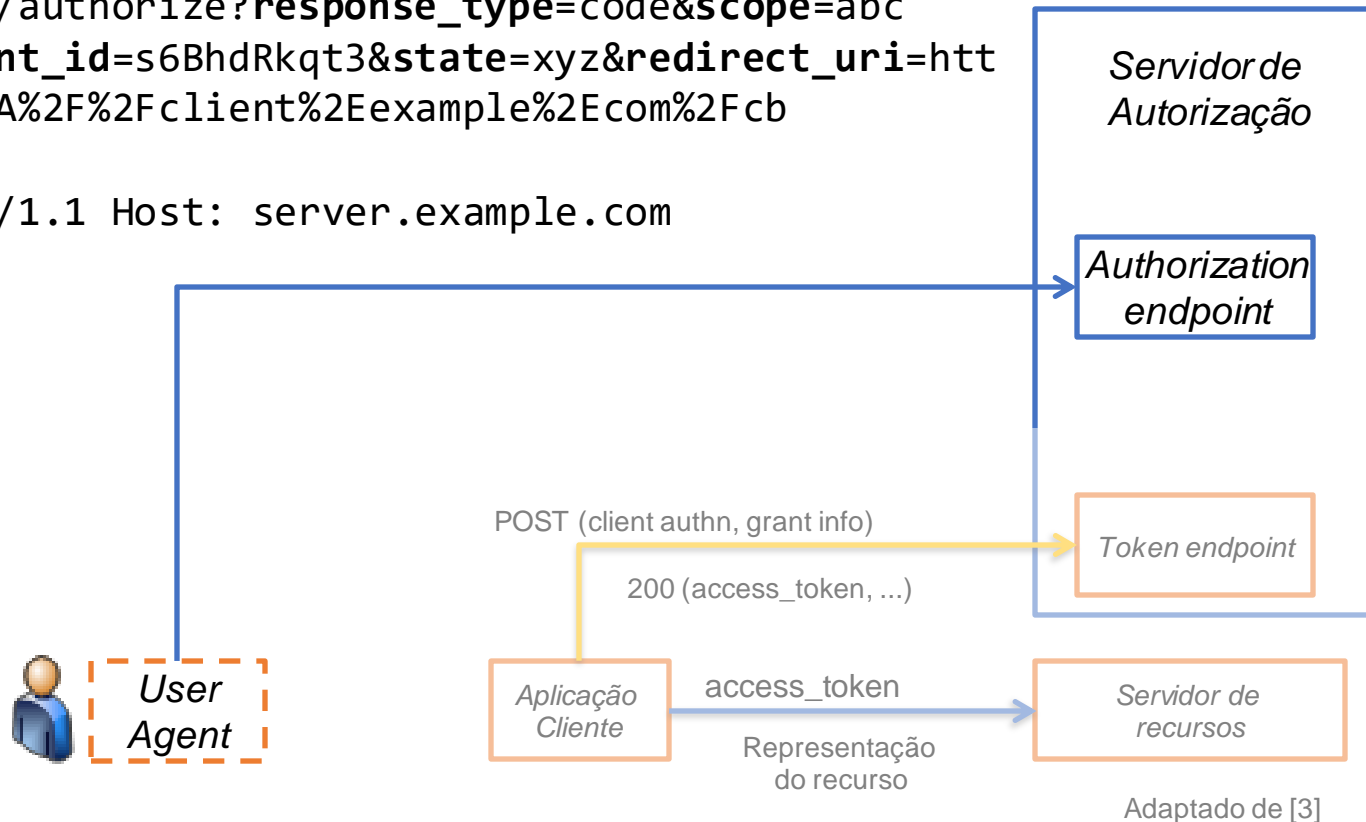 /authorize?response_type=code&scope=abc
nt_id=s6BhdRkqt3&state=xyz&redirect_uri=htt
A%2F%2Fclient%2Eexample%2Ecom%2Fcb
/1.1 Host: server.example.com
Servidor de
Autorização
Authorization
endpoint
POST (client authn, grant info)
Token endpoint
200 (access_token, ...)
User
Agent
Aplicação
Cliente
access_token
Servidor de
recursos
Representação
do recurso
Adaptado de [3]